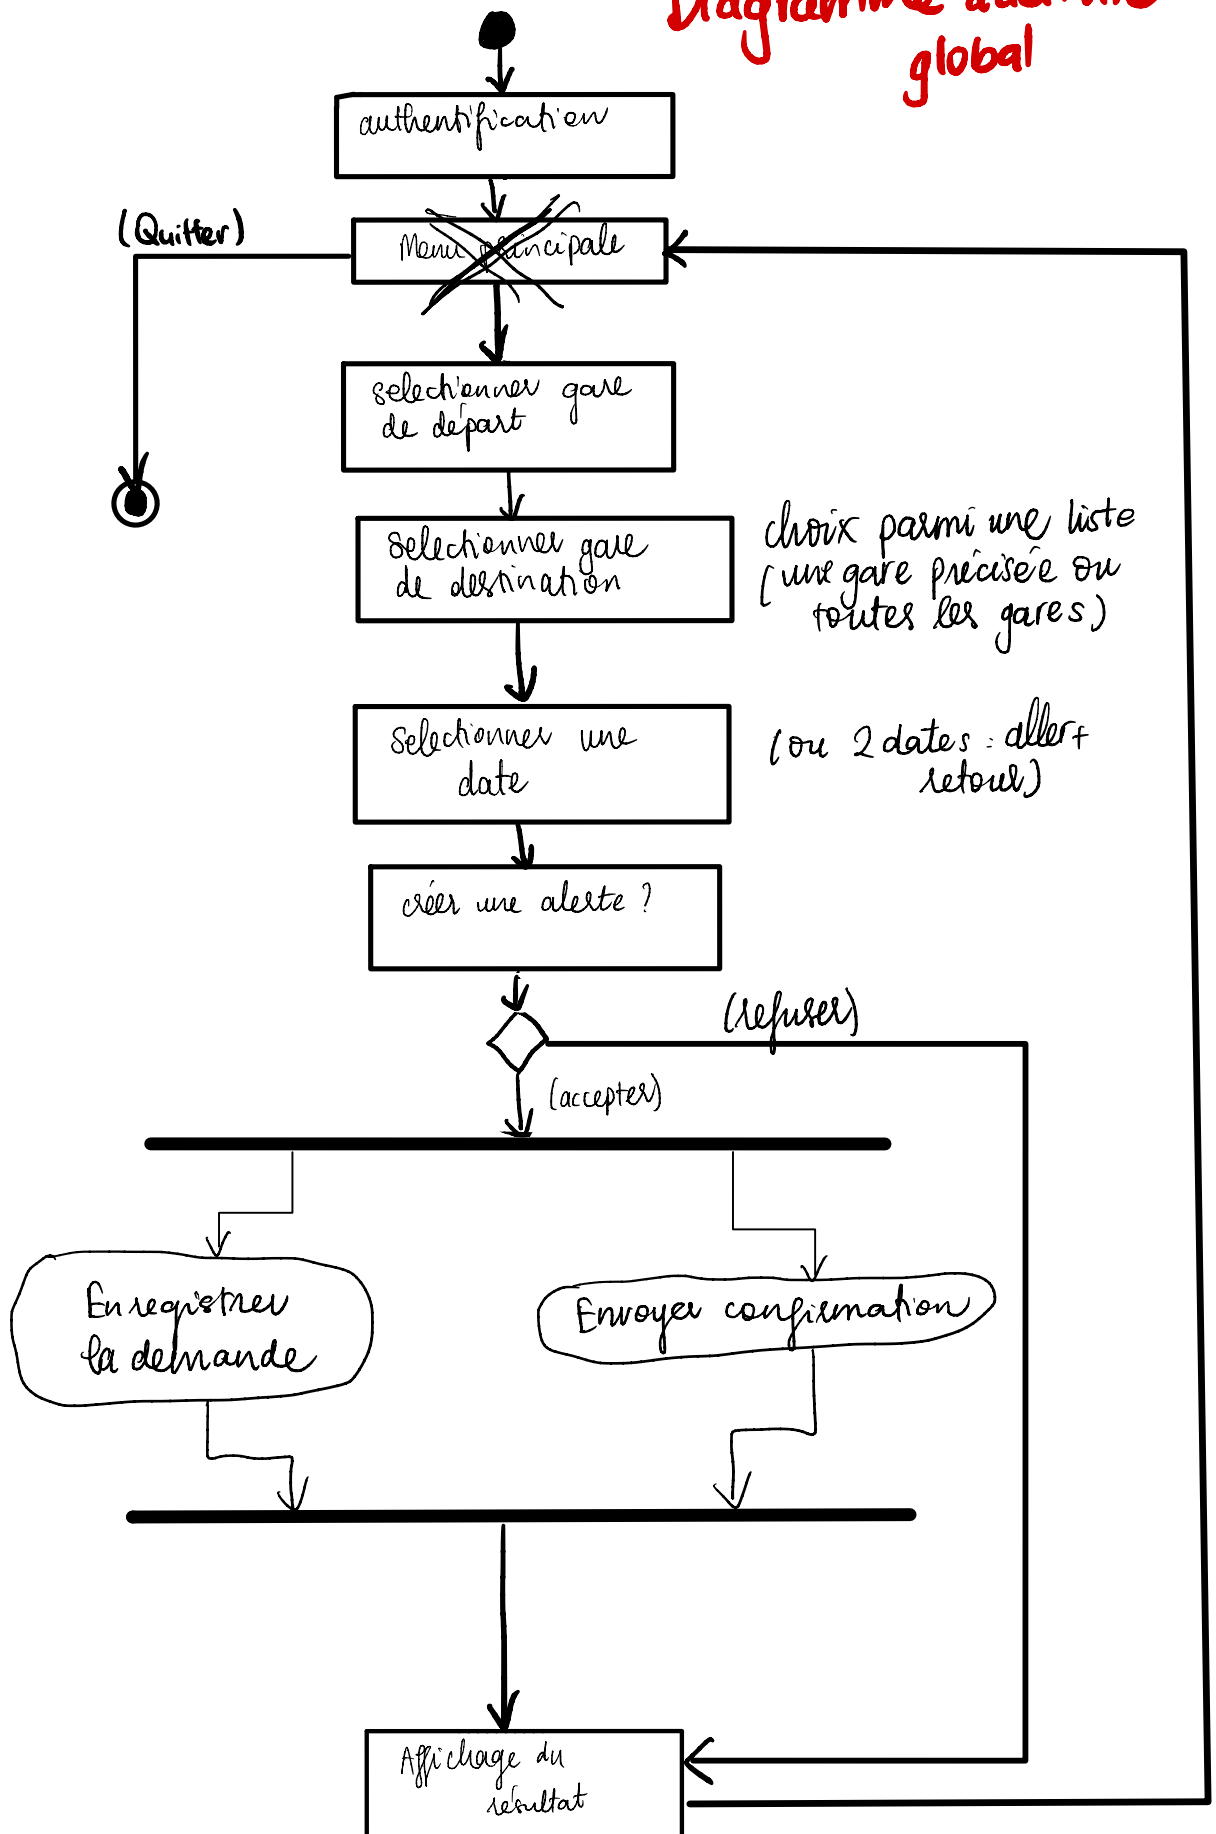 Diagramme
global
authentification
(Quitter)
Menu principale
selectionner gare
de départ
selectionner gare
de destination
choix parmi une liste
(une gare précisée ou
toutes les gares)
selectionner une
date
(ou 2 dates : aller +
retour)
créer une alerte ?
(refuser)
(accepter)
Enregistrer
la demande
Envoyer confirmation
Affichage du
résultat